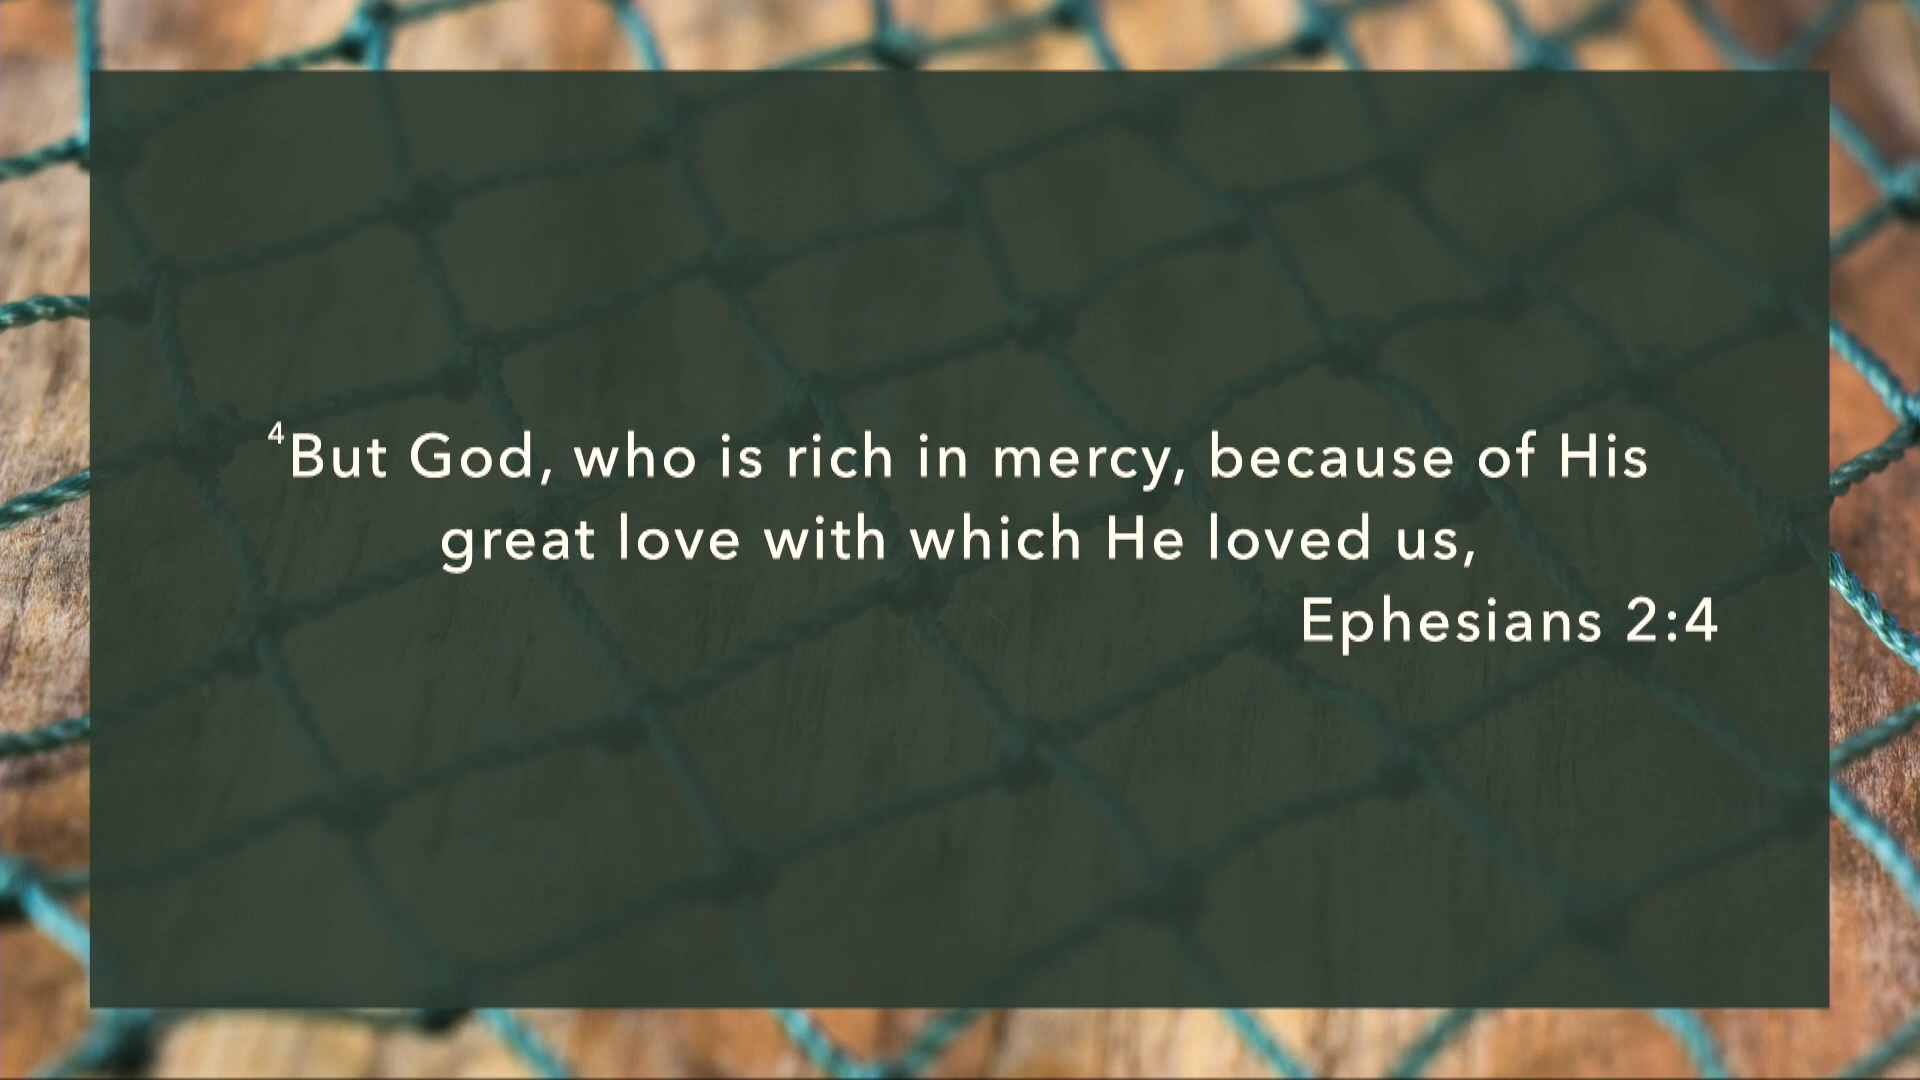 ⁴But God, who is rich in mercy, because of His
great love with which He loved us,
Ephesians 2:4